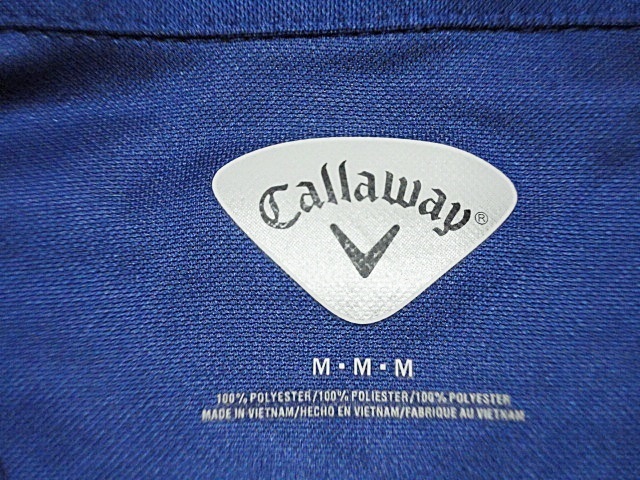 Callaway®
M • M • M
100% POLYESTER/100% POLIESTER/100% POLYESTER
MADE IN VIETNAM/HECHO EN VIETNAM/FABRIQUE AU VIETNAM